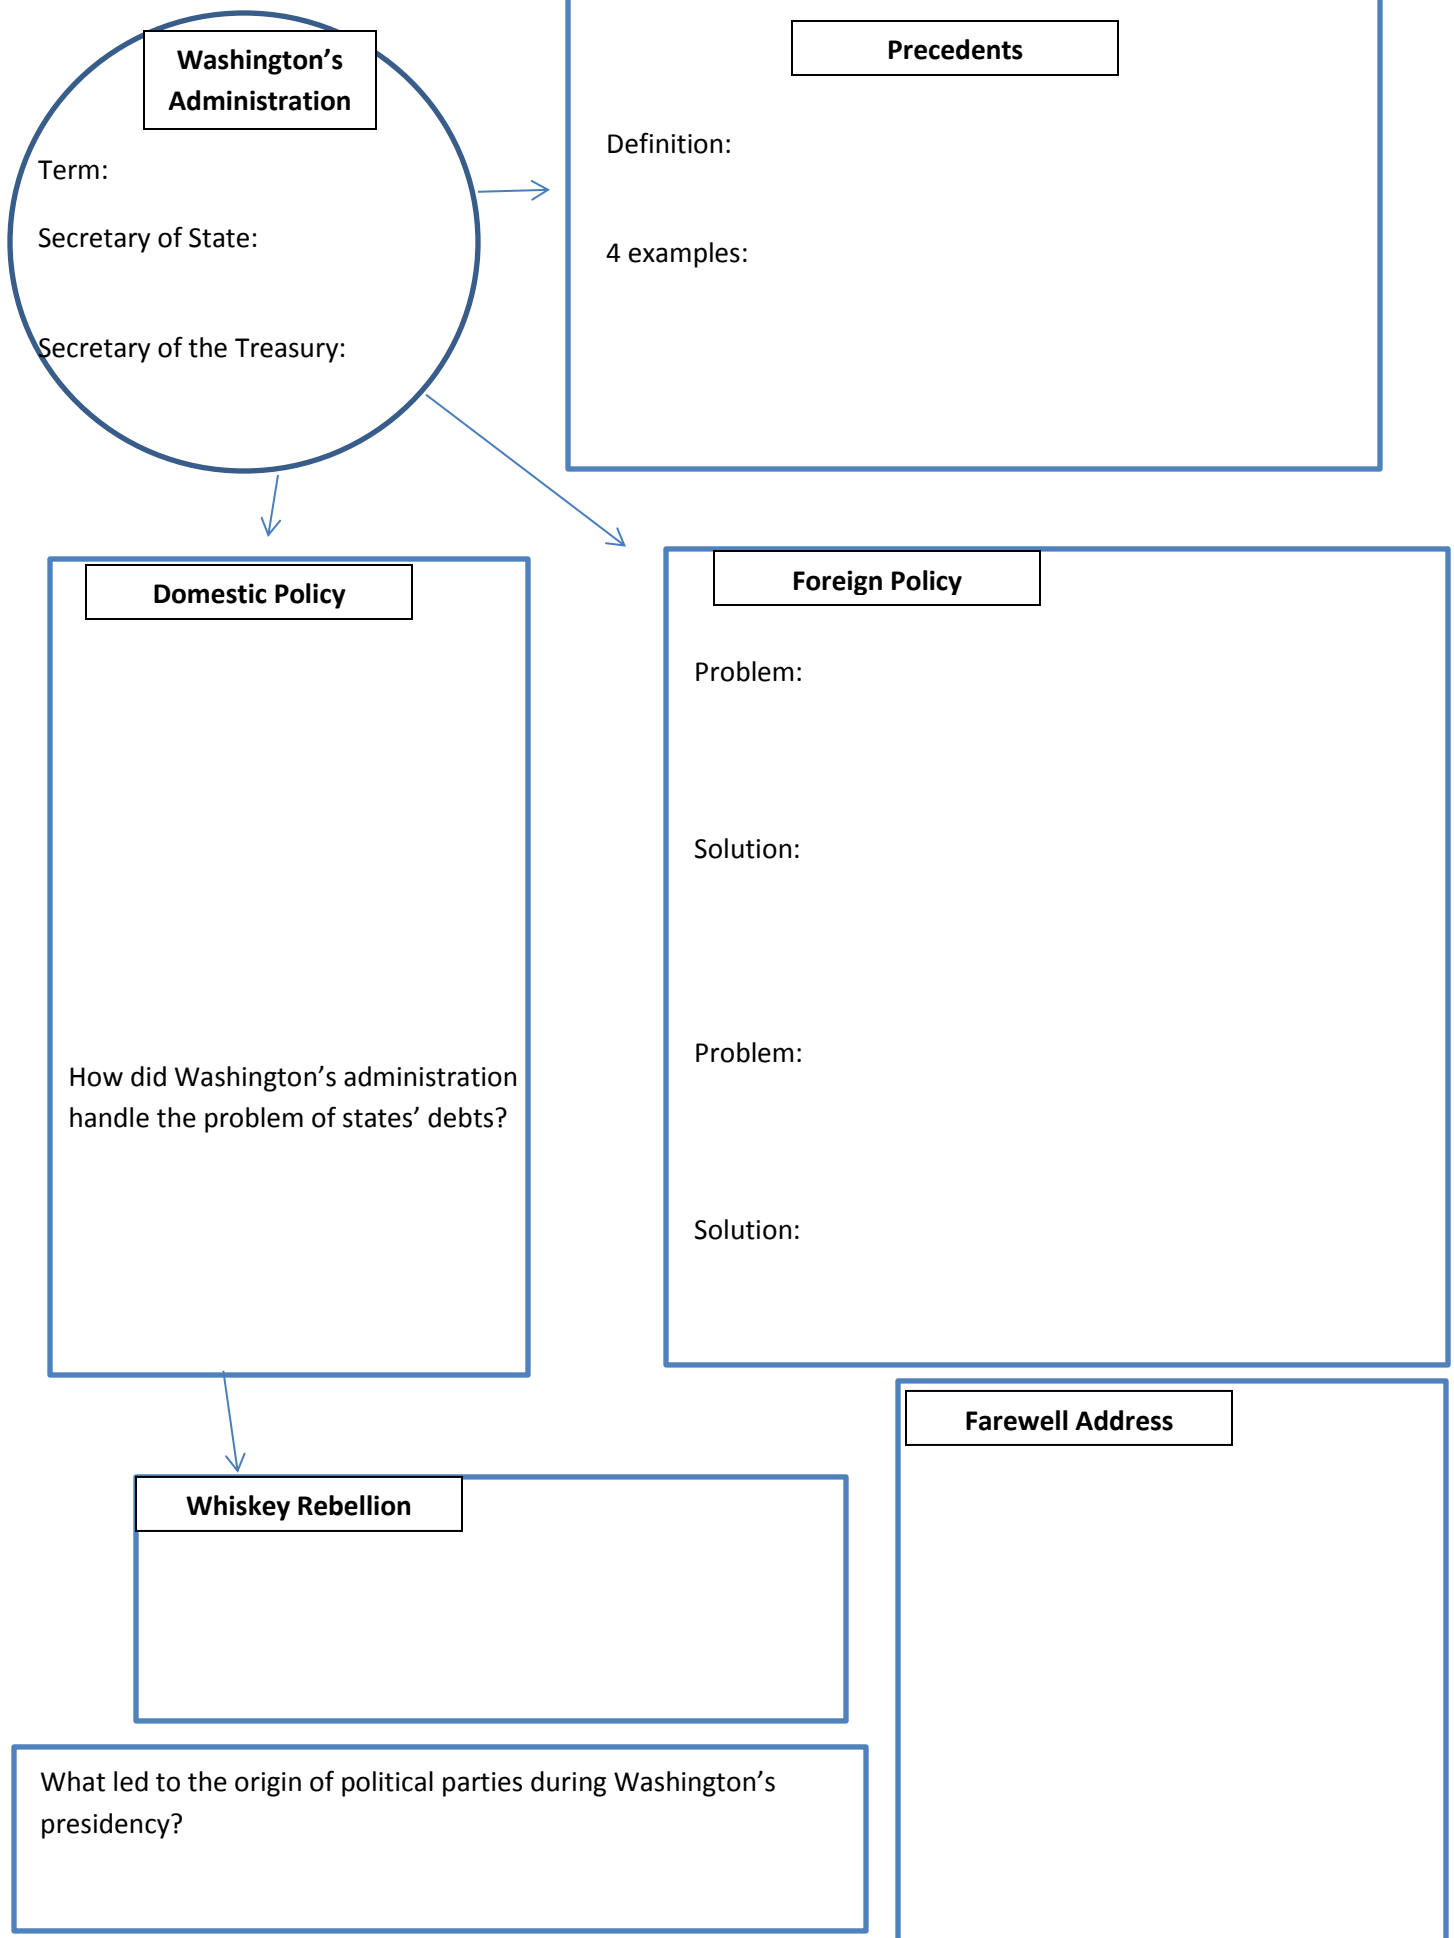 Washington’s
Administration
Term:
Secretary of State:
Secretary of the Treasury:
Precedents
Definition:
4 examples:
Domestic Policy
How did Washington’s administration
handle the problem of states’ debts?
Foreign Policy
Problem:
Solution:
Problem:
Solution:
Whiskey Rebellion
What led to the origin of political parties during Washington’s
presidency?
Farewell Address